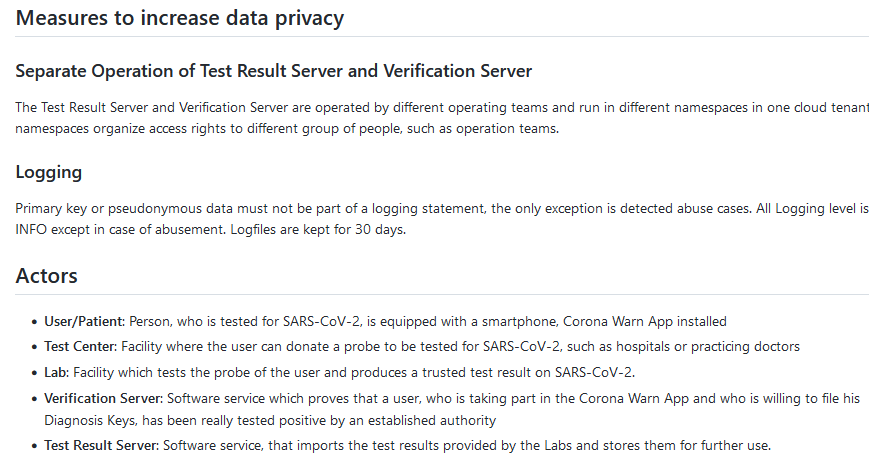 Measures to increase data privacy
Separate Operation of Test Result Server and Verification Server
The Test Result Server and Verification Server are operated by different operating teams and run in different namespaces in one cloud tenant
namespaces organize access rights to different group of people, such as operation teams.
Logging
Primary key or pseudonymous data must not be part of a logging statement, the only exception is detected abuse cases. All Logging level is
INFO except in case of abusement. Logfiles are kept for 30 days.
Actors
• User/Patient: Person, who is tested for SARS-CoV-2, is equipped with a smartphone, Corona Warn App installed
• Test Center: Facility where the user can donate a probe to be tested for SARS-CoV-2, such as hospitals or practicing doctors
• Lab: Facility which tests the probe of the user and produces a trusted test result on SARS-CoV-2.
• Verification Server: Software service which proves that a user, who is taking part in the Corona Warn App and who is willing to file his
Diagnosis Keys, has been really tested positive by an established authority
• Test Result Server: Software service, that imports the test results provided by the Labs and stores them for further use.